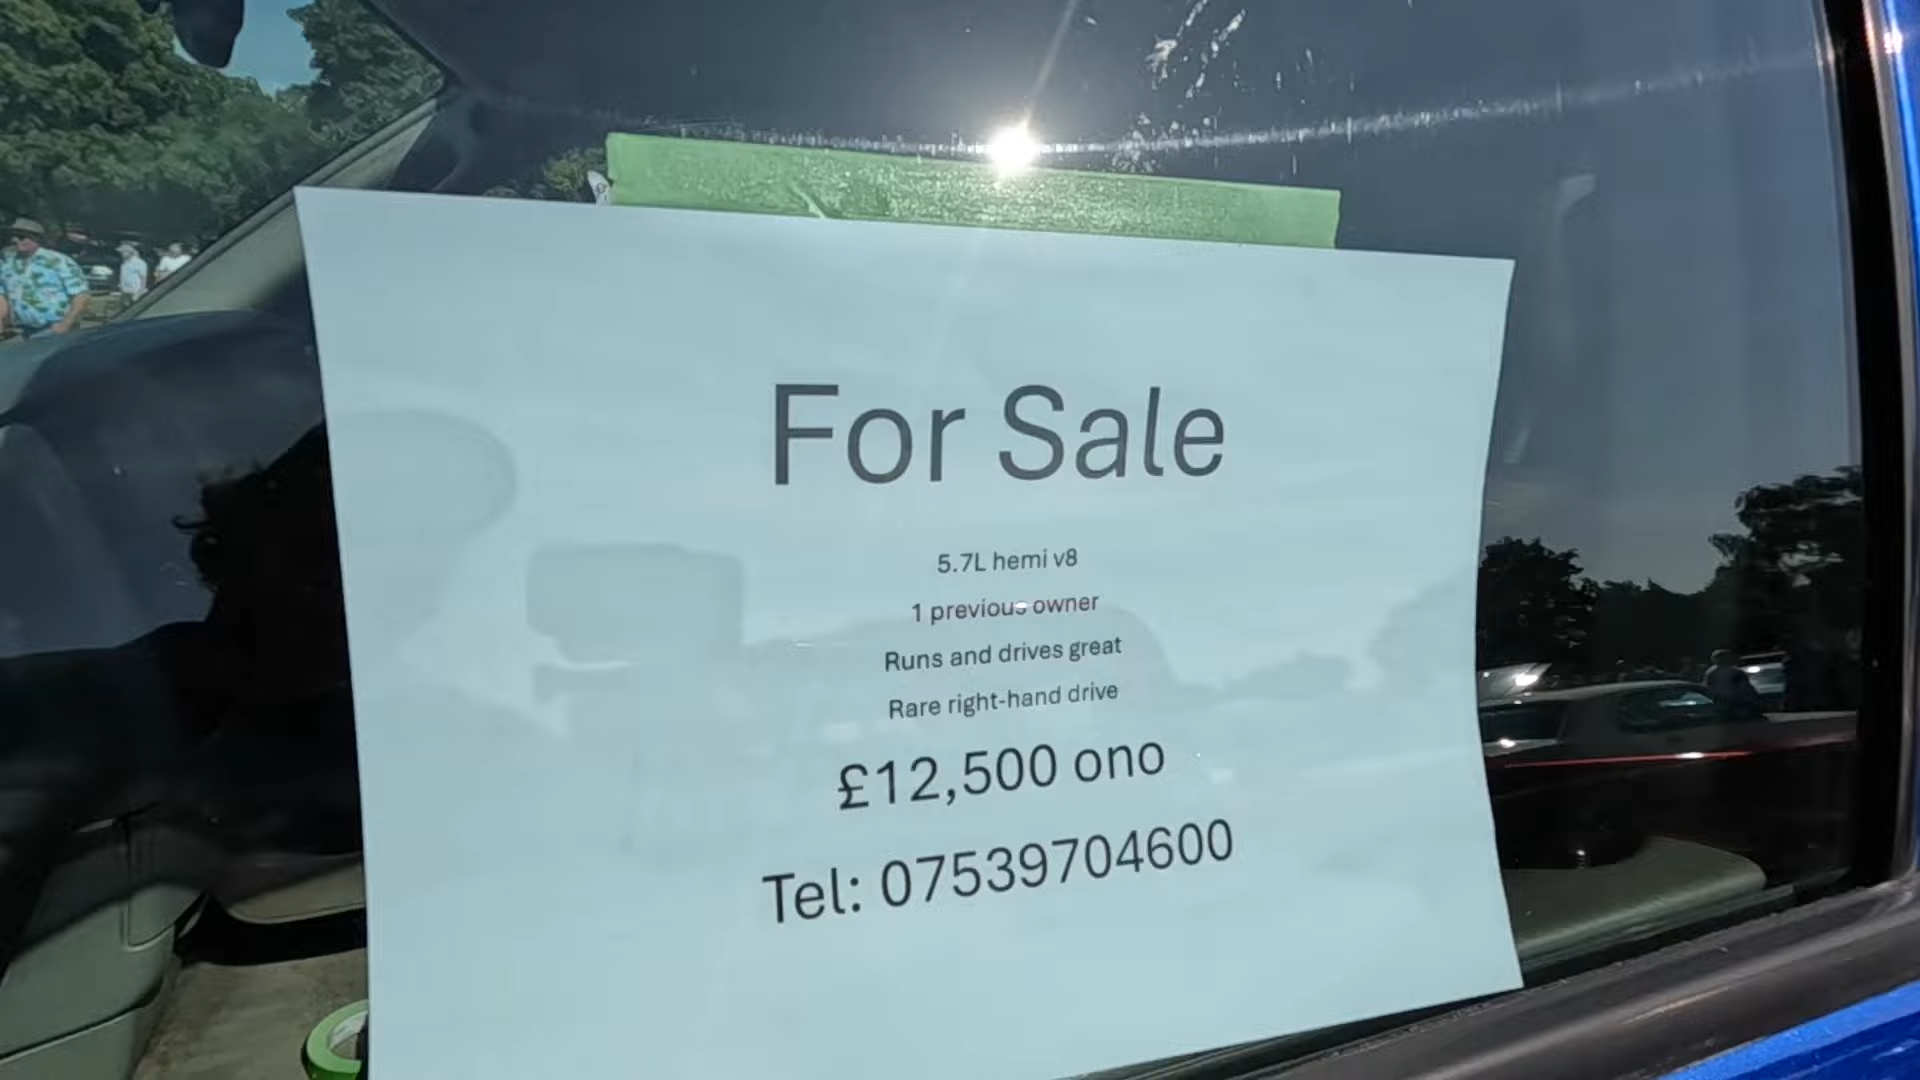 For Sale
5.7L hemi v8
1 previous owner
Runs and drives great
Rare right-hand drive
£12,500 ono
Tel: 07539704600